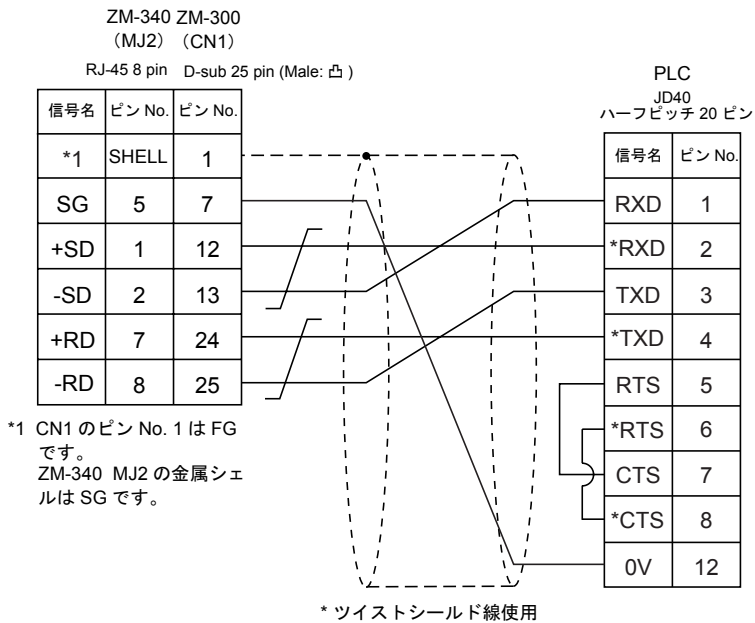 ZM-340 ZM-300
（MJ2）（CN1）
RJ-45 8 pin D-sub 25 pin (Male: 凸 )
信号名 ピン No. ピン No.
*1 SHELL 1
SG 5 7
+SD 1 12
-SD 2 13
+RD 7 24
-RD 8 25
*1 CN1 のピン No. 1 は FG
です。
ZM-340 MJ2 の金属シェ
ルは SG です。
PLC
JD40
ハーフピッチ 20 ピン
信号名 ピン No.
RXD 1
*RXD 2
TXD 3
*TXD 4
RTS 5
*RTS 6
CTS 7
*CTS 8
0V 12
* ツイストシールド線使用